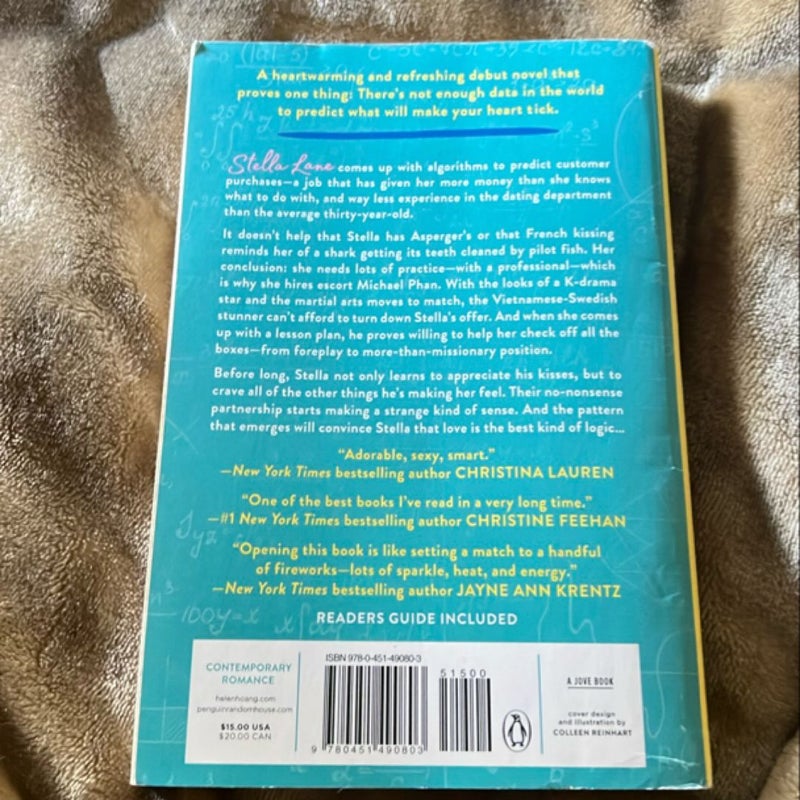 A heartwarming and refreshing debut novel that
proves one thing: There's not enough data in the world
to predict what will make your heart tick.
Stella Lane comes up with algorithms to predict customer
purchases—a job that has given her more money than she knows
what to do with, and way less experience in the dating department
than the average thirty-year-old.
It doesn't help that Stella has Asperger's or that French kissing
reminds her of a shark getting its teeth cleaned by pilot fish. Her
conclusion: she needs lots of practice—with a professional—which
is why she hires escort Michael Phan. With the looks of a K-drama
star and the martial arts moves to match, the Vietnamese-Swedish
stunner can't afford to turn down Stella's offer. And when she comes
up with a lesson plan, he proves willing to help her check off all the
boxes—from foreplay to more-than-missionary position.
Before long, Stella not only learns to appreciate his kisses, but to
crave all of the other things he's making her feel. Their no-nonsense
partnership starts making a strange kind of sense. And the pattern
that emerges will convince Stella that love is the best kind of logic...
"Adorable, sexy, smart."
—New York Times bestselling author CHRISTINA LAUREN
"One of the best books I've read in a very long time."
—#1 New York Times bestselling author CHRISTINE FEEHAN
"Opening this book is like setting a match to a handful
of fireworks—lots of sparkle, heat, and energy."
—New York Times bestselling author JAYNE ANN KRENTZ
100y=x
READERS GUIDE INCLUDED
CONTEMPORARY
ROMANCE
helenhoang.com
penguinrandomhouse.com
$15.00 USA
$20.00 CAN
ISBN 978-0-451-49080-3
51500
9 780451 490803
A JOVE BOOK
cover design
and illustration by
COLLEEN REINHART